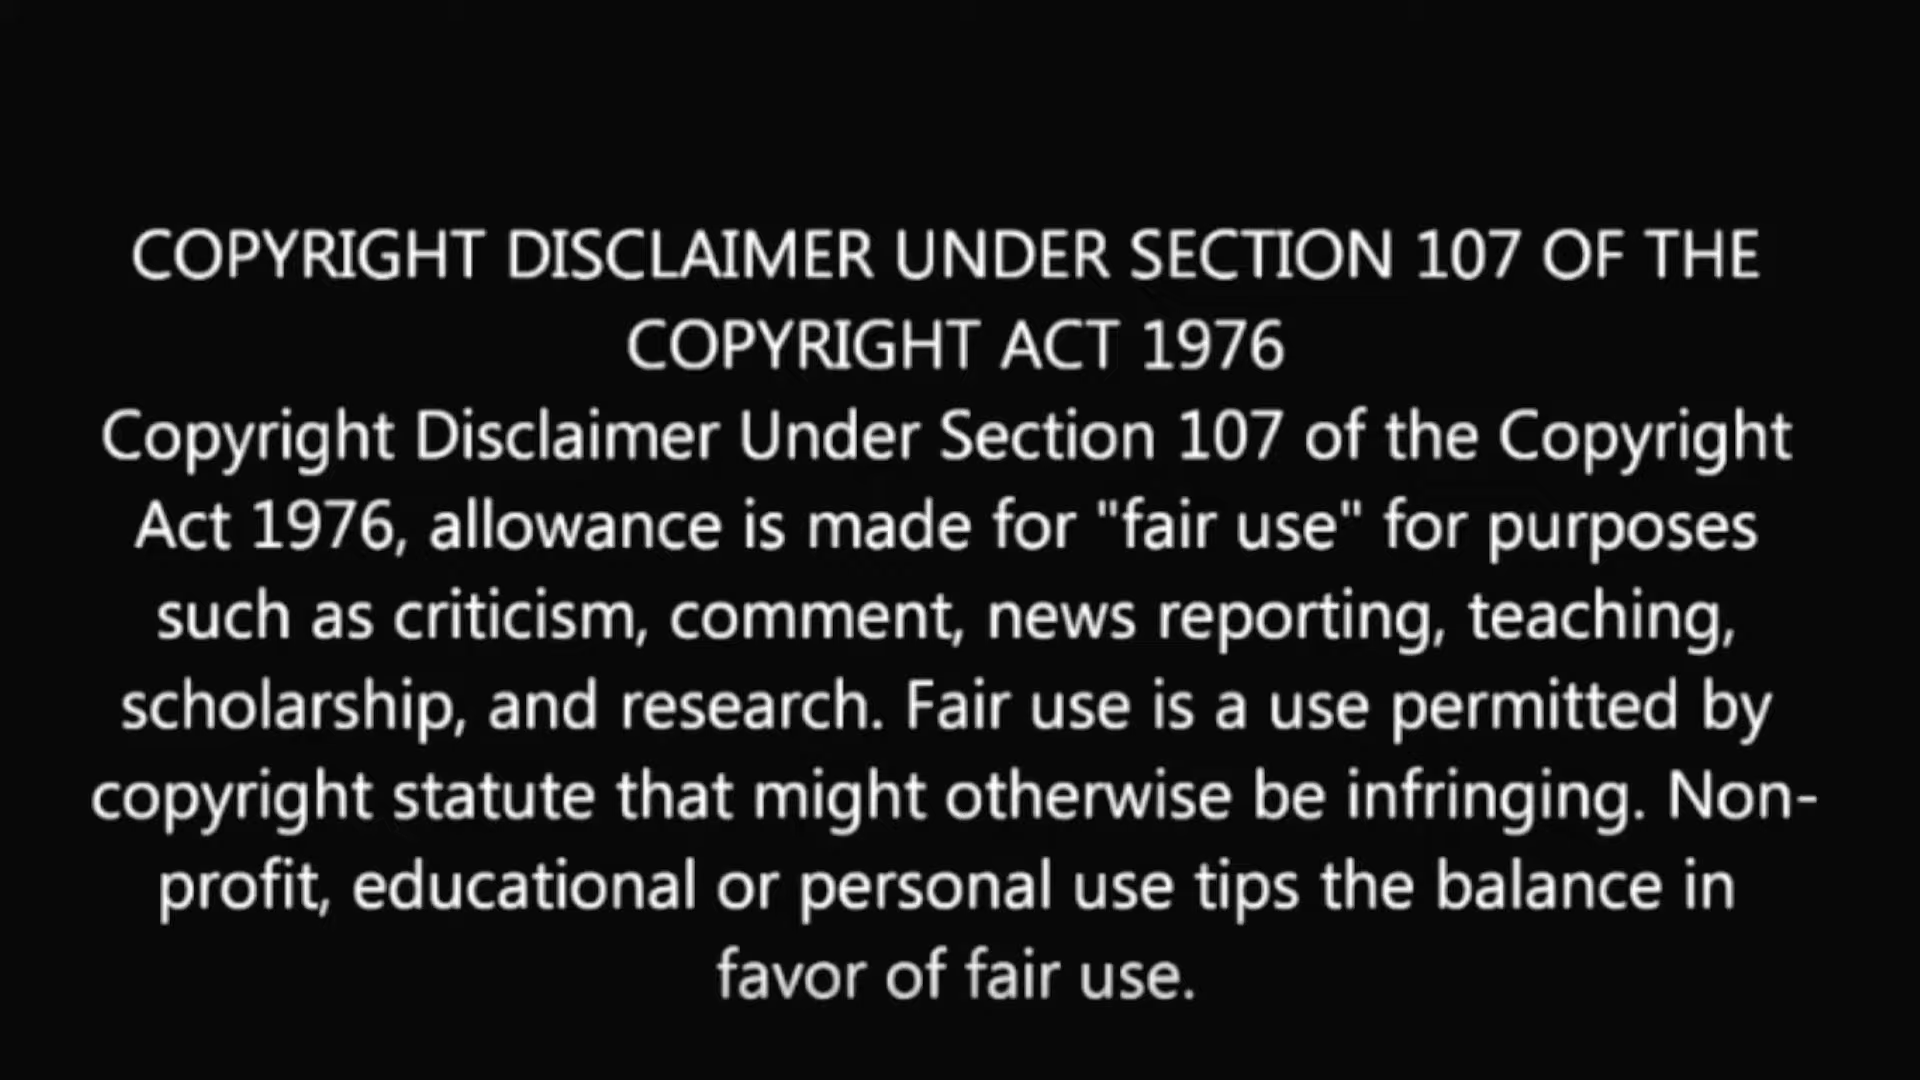 COPYRIGHT DISCLAIMER UNDER SECTION 107 OF THE
COPYRIGHT ACT 1976
Copyright Disclaimer Under Section 107 of the Copyright
Act 1976, allowance is made for "fair use" for purposes
such as criticism, comment, news reporting, teaching,
scholarship, and research. Fair use is a use permitted by
copyright statute that might otherwise be infringing. Non-
profit, educational or personal use tips the balance in
favor of fair use.